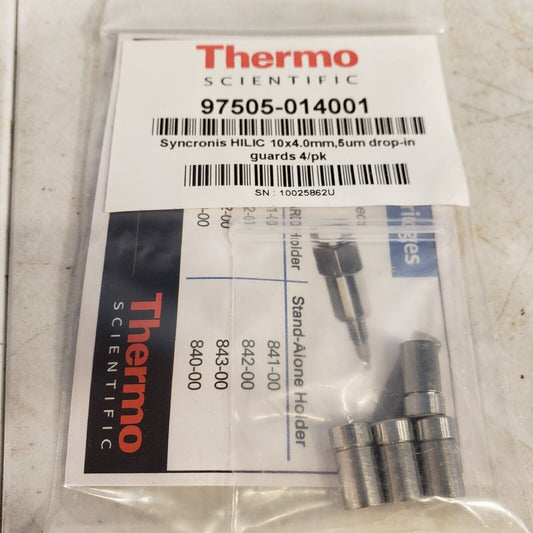 Thermo
SCIENTIFIC
97505-014001
Syncronis HILIC 10x4.0mm,5um drop-in
guards 4/pk
SN : 10025862U
Thermo
SCIENTIFIC
Holder
Stand-Alone Holder
841-00
842-00
843-00
840-00